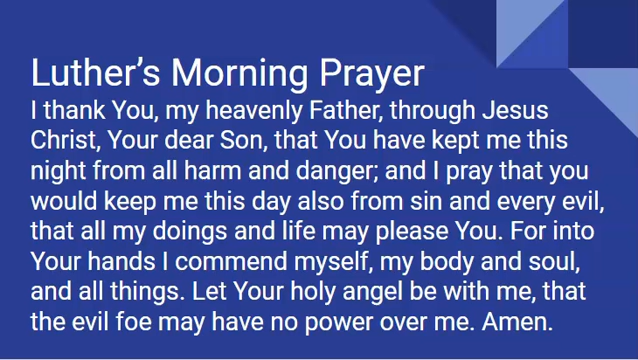 Luther’s Morning Prayer
I thank You, my heavenly Father, through Jesus
Christ, Your dear Son, that You have kept me this
night from all harm and danger; and I pray that you
would keep me this day also from sin and every evil,
that all my doings and life may please You. For into
Your hands I commend myself, my body and soul,
and all things. Let Your holy angel be with me, that
the evil foe may have no power over me. Amen.